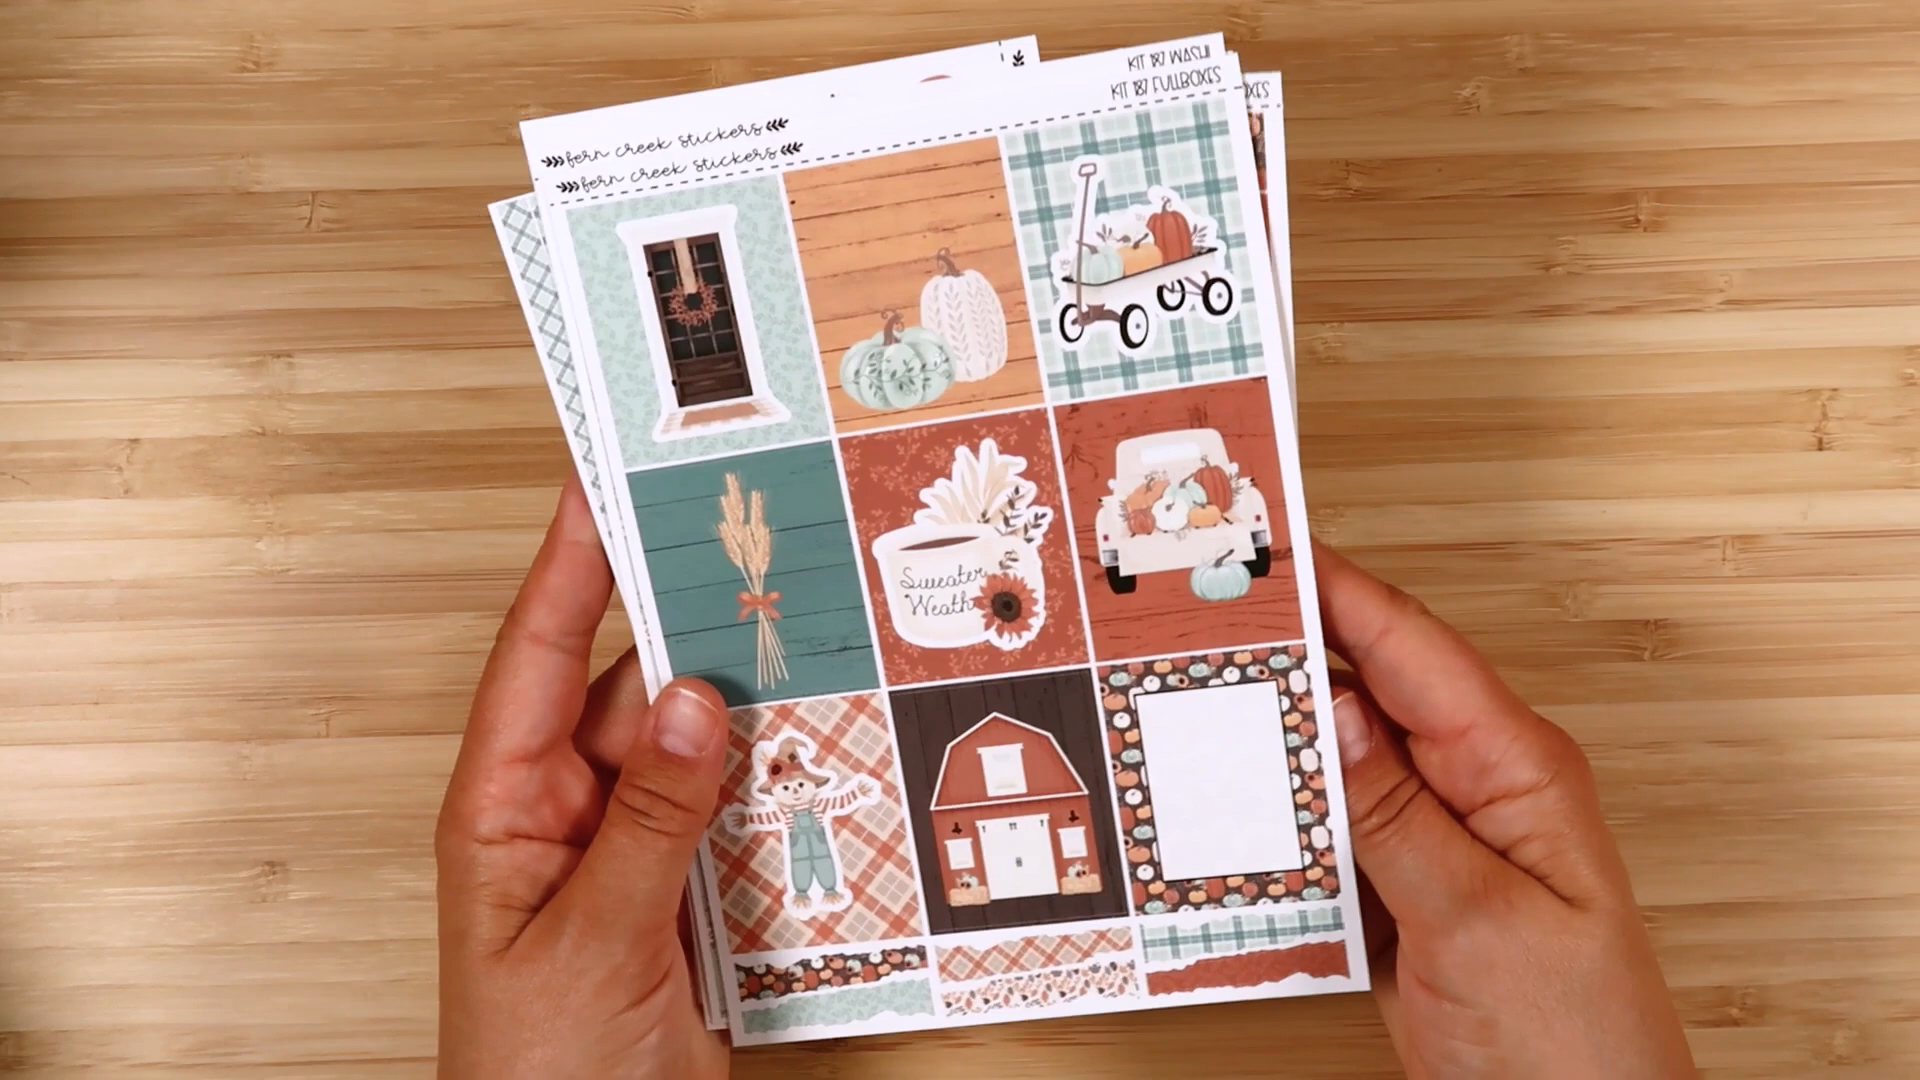 KIT 187 WASHI
fern creek stickers
KIT 187 FULLBOXES
fern creek stickers
Sweater
Weath